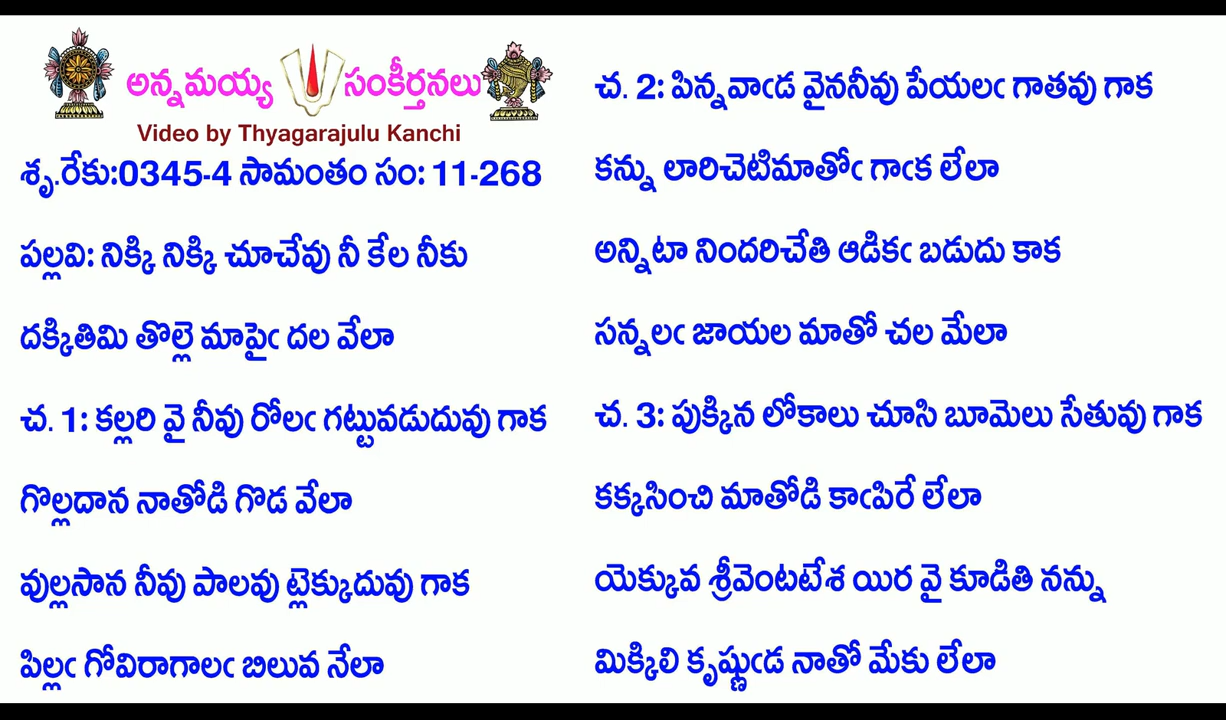 అన్నమయ్య సంకీర్తనలు
Video by Thyagarajulu Kanchi
శృ.రేకు:0345-4 సామంతం సం: 11-268
పల్లవి: నిక్కి నిక్కి చూచేవు నీ కేల నీకు
దక్కితిమి తొల్లె మాపైఁ దల వేలా
చ. 1: కల్లరి వై నీవు రోలఁ గట్టువడుదువు గాక
గొల్లదాన నాతోడి గొడ వేలా
వుల్లసాన నీవు పాలవు ట్లెక్కుదువు గాక
పిల్లఁ గోవిరాగాలఁ బిలువ నేలా
చ. 2: పిన్నవాఁడ వైననీవు పేయలఁ గాతవు గాక
కన్ను లారిచెటిమాతోఁ గాఁక లేలా
అన్నిటా నిందరిచేతి ఆడికఁ బడుదు కాక
సన్నలఁ జాయల మాతో చల మేలా
చ. 3: పుక్కిన లోకాలు చూసి బూమెలు సేతువు గాక
కక్కసించి మాతోడి కాఁపిరే లేలా
యెక్కువ శ్రీవెంటటేశ యిర వై కూడితి నన్ను
మిక్కిలి కృష్ణుఁడ నాతో మేకు లేలా